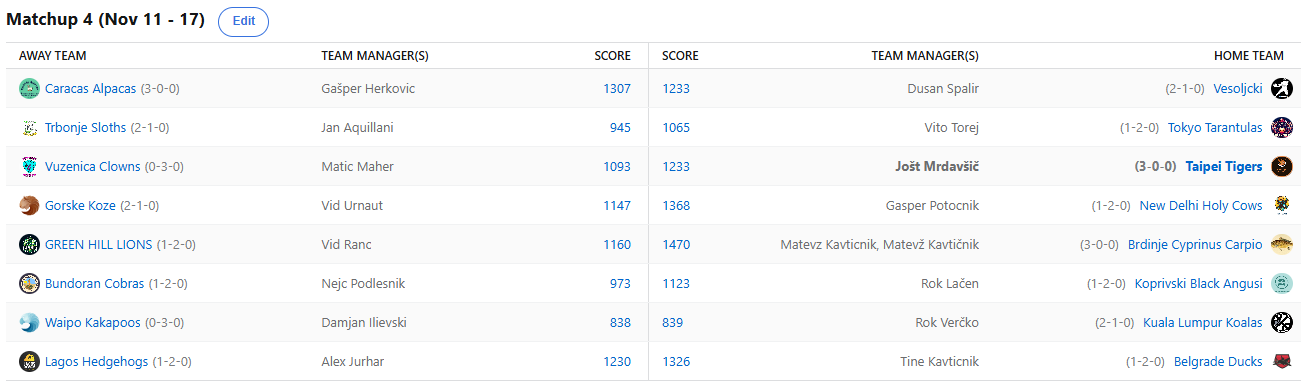 Matchup 4 (Nov 11 - 17) Edit
AWAY TEAM TEAM MANAGER(S) SCORE SCORE TEAM MANAGER(S) HOME TEAM
Caracas Alpacas (3-0-0) Gašper Herkovic 1307 1233 Dusan Spalir (2-1-0) Vesoljcki
Trbonje Sloths (2-1-0) Jan Aquillani 945 1065 Vito Torej (1-2-0) Tokyo Tarantulas
Vuzenica Clowns (0-3-0) Matic Maher 1093 1233 Jošt Mrdavšič (3-0-0) Taipei Tigers
Gorske Koze (2-1-0) Vid Urnaut 1147 1368 Gasper Potocnik (1-2-0) New Delhi Holy Cows
GREEN HILL LIONS (1-2-0) Vid Ranc 1160 1470 Matevz Kavticnik, Matevž Kavtičnik (3-0-0) Brdinje Cyprinus Carpio
Bundoran Cobras (1-2-0) Nejc Podlesnik 973 1123 Rok Lačen (1-2-0) Koprivski Black Angusi
Waipo Kakapoos (0-3-0) Damjan Ilievski 838 839 Rok Verčko (2-1-0) Kuala Lumpur Koalas
Lagos Hedgehogs (1-2-0) Alex Jurhar 1230 1326 Tine Kavticnik (1-2-0) Belgrade Ducks